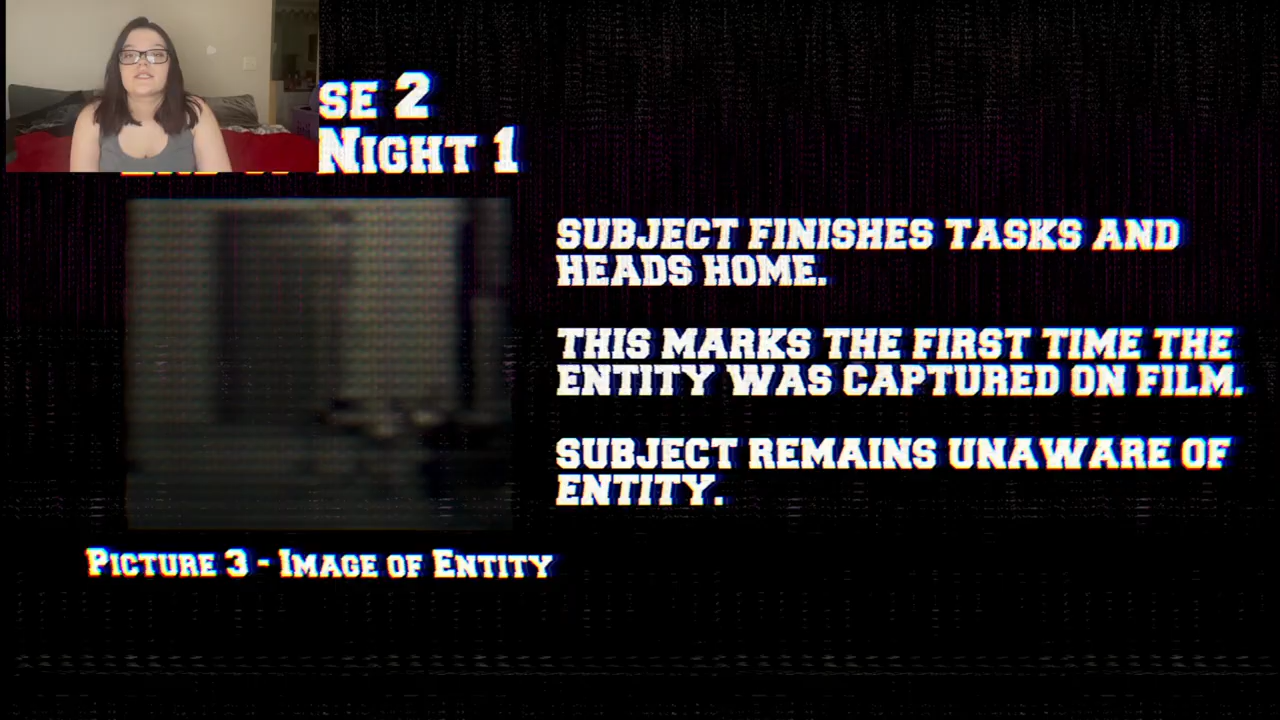 SE 2
NIGHT 1
SUBJECT FINISHES TASKS AND
HEADS HOME.
THIS MARKS THE FIRST TIME THE
ENTITY WAS CAPTURED ON FILM.
SUBJECT REMAINS UNAWARE OF
ENTITY.
PICTURE 3 - IMAGE OF ENTITY